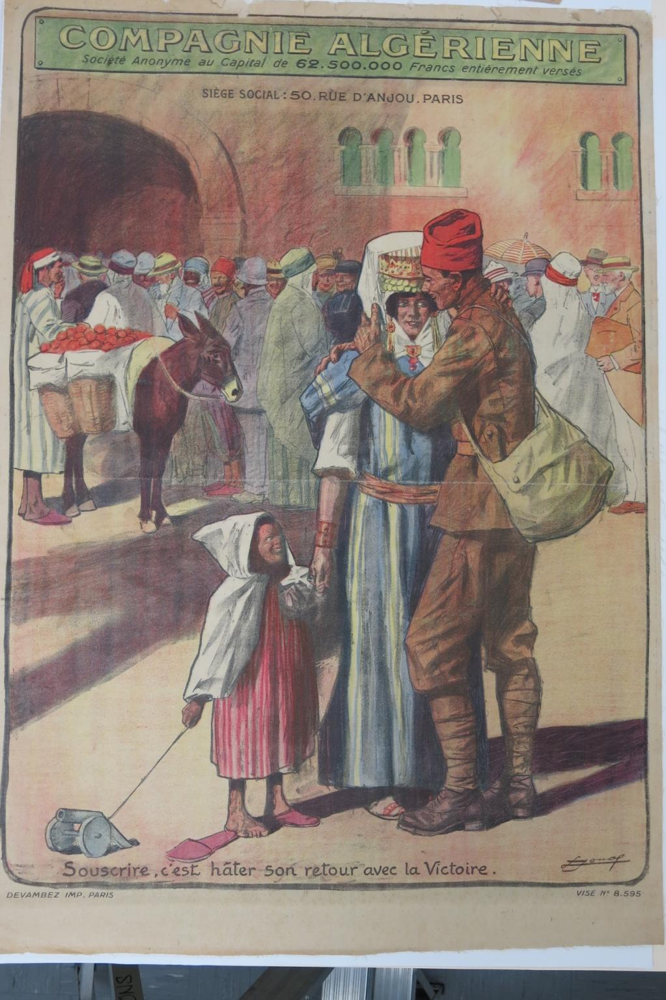 COMPAGNIE ALGÉRIENNE
Société Anonyme au Capital de 62.500.000 Francs entièrement versés
SIÈGE SOCIAL : 50. RUE D'ANJOU. PARIS
Souscrire, c'est hâter son retour avec la Victoire.
DEVAMBEZ IMP. PARIS
VISÉ Nº 8.595